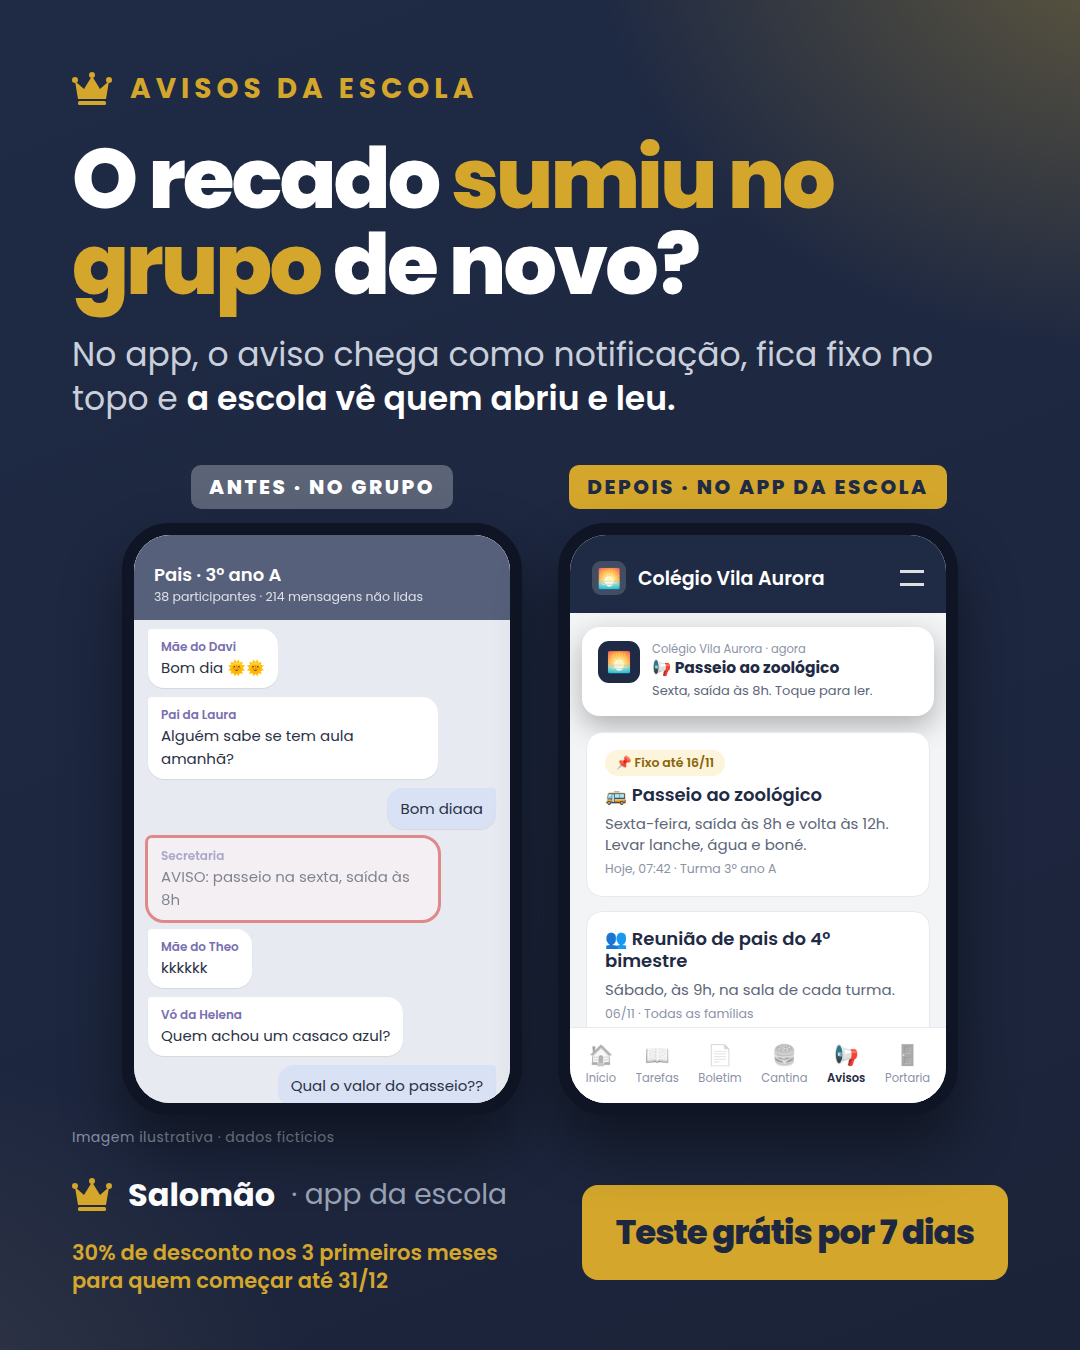 AVISOS DA ESCOLA
O recado sumiu no
grupo de novo?
No app, o aviso chega como notificação, fica fixo no
topo e a escola vê quem abriu e leu.
ANTES · NO GRUPO
Pais · 3º ano A
38 participantes · 214 mensagens não lidas
Mãe do Davi
Bom dia 🌞🌞
Pai da Laura
Alguém sabe se tem aula
amanhã?
Bom diaaa
Secretaria
AVISO: passeio na sexta, saída às
8h
Mãe do Theo
kkkkkk
Vó da Helena
Quem achou um casaco azul?
Qual o valor do passeio??
DEPOIS · NO APP DA ESCOLA
Colégio Vila Aurora
Colégio Vila Aurora · agora
📢 Passeio ao zoológico
Sexta, saída às 8h. Toque para ler.
📌 Fixo até 16/11
🚌 Passeio ao zoológico
Sexta-feira, saída às 8h e volta às 12h.
Levar lanche, água e boné.
Hoje, 07:42 · Turma 3º ano A
👥 Reunião de pais do 4º
bimestre
Sábado, às 9h, na sala de cada turma.
06/11 · Todas as famílias
Início Tarefas Boletim Cantina Avisos Portaria
Imagem ilustrativa · dados fictícios
Salomão · app da escola
30% de desconto nos 3 primeiros meses
para quem começar até 31/12
Teste grátis por 7 dias